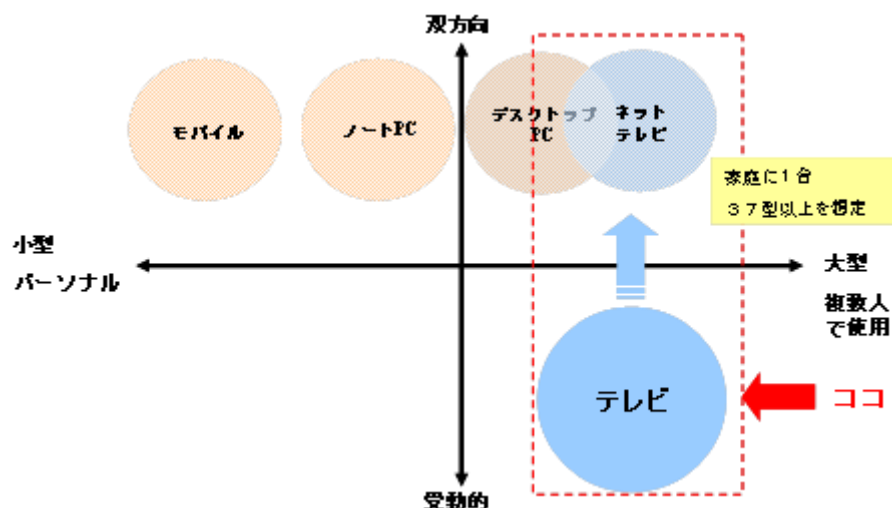 双方向
モバイル
ノートPC
デスクトップ
PC
ネット
テレビ
家庭に1台
37型以上を想定
小型
パーソナル
大型
複数人
で使用
テレビ
ココ
受動的